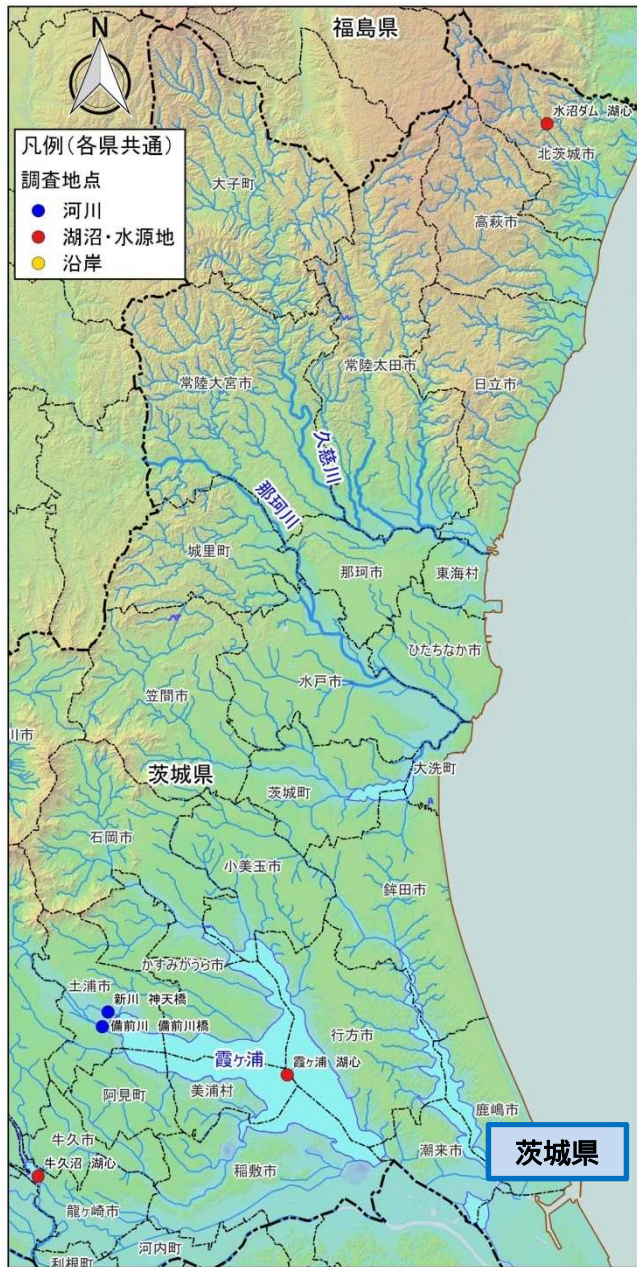 福島県
N
水沼ダム 湖心
凡例(各県共通)
調査地点
河川
湖沼・水源地
沿岸
北茨城市
大子町
高萩市
常陸大宮市
常陸太田市
日立市
久慈川
那珂川
城里町
那珂市
東海村
ひたちなか市
水戸市
笠間市
川市
大洗町
茨城県
茨城町
石岡市
小美玉市
鉾田市
かすみがうら市
土浦市
新川 神天橋
備前川 備前川橋
行方市
霞ヶ浦
霞ヶ浦 湖心
美浦村
阿見町
鹿嶋市
牛久市
潮来市
茨城県
牛久沼 湖心
稲敷市
龍ヶ崎市
河内町
利根町